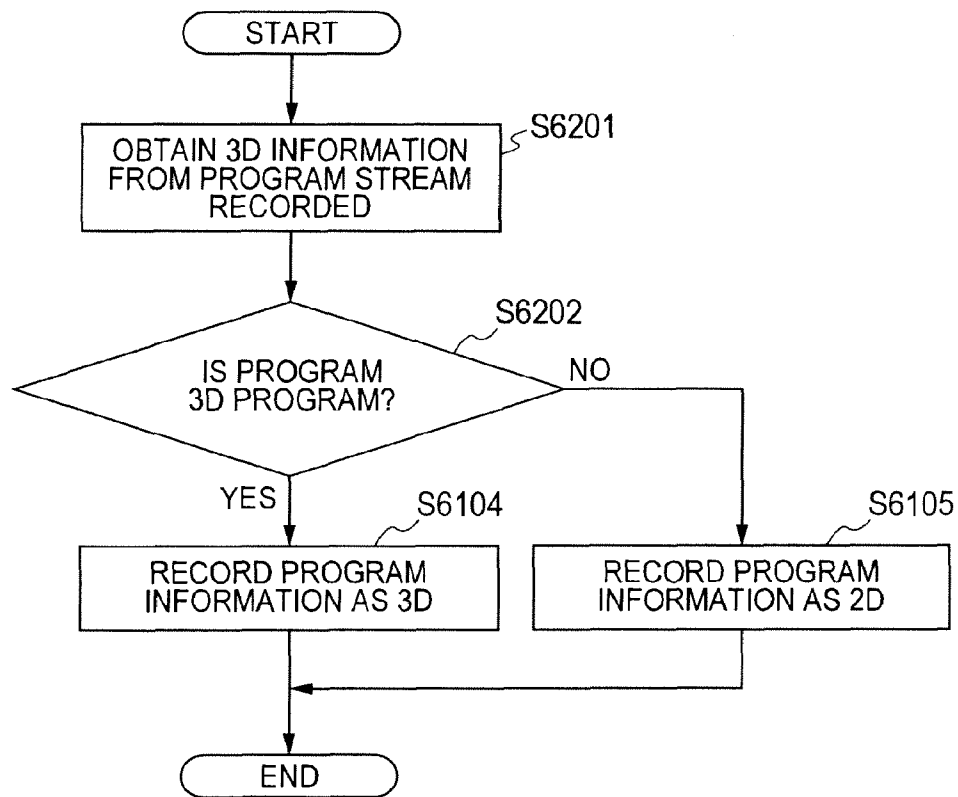 START
S6201
OBTAIN 3D INFORMATION
FROM PROGRAM STREAM
RECORDED
S6202
IS PROGRAM
3D PROGRAM?
NO
YES
S6104
RECORD PROGRAM
INFORMATION AS 3D
S6105
RECORD PROGRAM
INFORMATION AS 2D
END